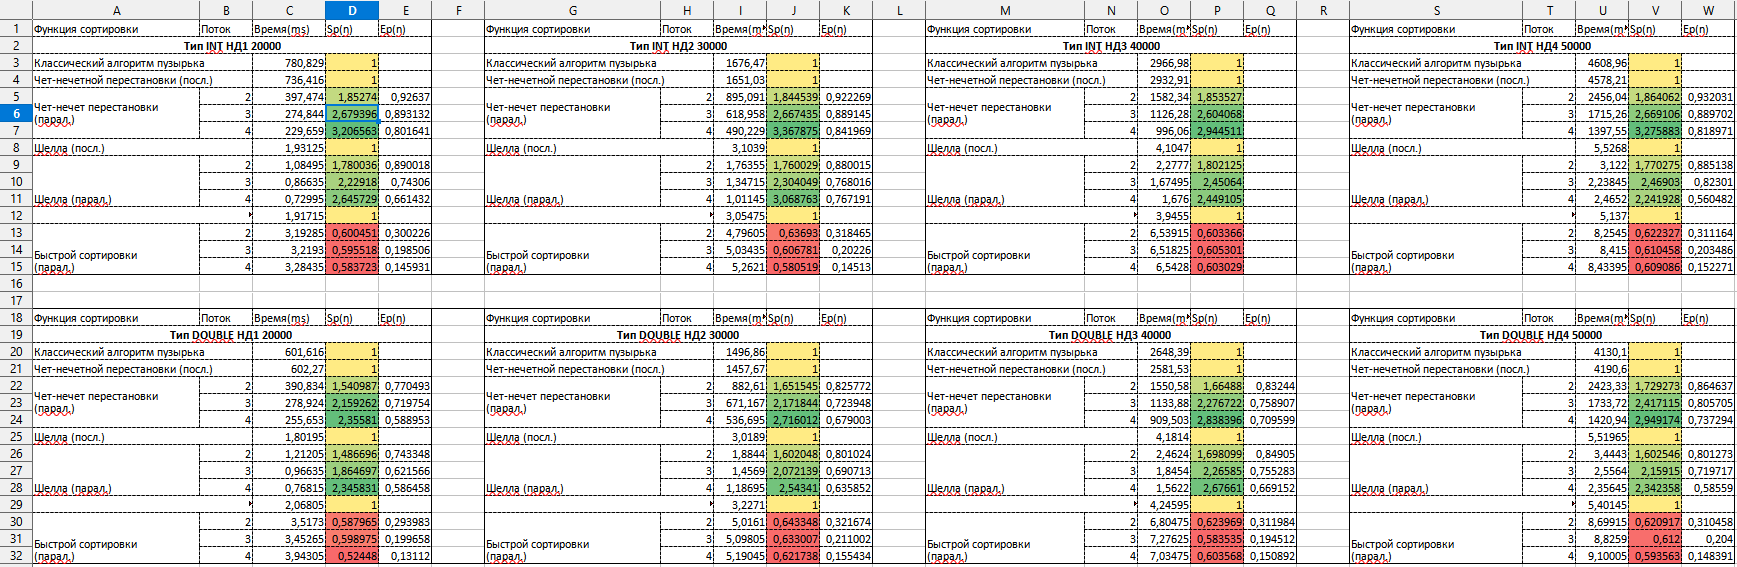 A B C D E F G H I J K L M N O P Q R S T U V W
1 Функция сортировки Поток Время(ms) Sp(n) Ep(n) Функция сортировки Поток Время(m Sp(n) Ep(n) Функция сортировки Поток Время(m Sp(n) Ep(n) Функция сортировки Поток Время(m Sp(n) Ep(n)
2 Тип INT НД1 20000 Тип INT НД2 30000 Тип INT НД3 40000 Тип INT НД4 50000
3 Классический алгоритм пузырька 780,829 1 Классический алгоритм пузырька 1676,47 1 Классический алгоритм пузырька 2966,98 1 Классический алгоритм пузырька 4608,96 1
4 Чет-нечетной перестановки (посл.) 736,416 1 Чет-нечетной перестановки (посл.) 1651,03 1 Чет-нечетной перестановки (посл.) 2932,91 1 Чет-нечетной перестановки (посл.) 4578,21 1
5 2 397,474 1,85274 0,92637 2 895,091 1,844539 0,922269 2 1582,34 1,853527 2 2456,04 1,864062 0,932031
6 Чет-нечет перестановки 3 274,844 2,679396 0,893132 Чет-нечет перестановки 3 618,958 2,667435 0,889145 Чет-нечет перестановки 3 1126,28 2,604068 Чет-нечет перестановки 3 1715,26 2,669106 0,889702
7 (парал.) 4 229,659 3,206563 0,801641 (парал.) 4 490,229 3,367875 0,841969 (парал.) 4 996,06 2,944511 (парал.) 4 1397,55 3,275883 0,818971
8 Шелла (посл.) 1,93125 1 Шелла (посл.) 3,1039 1 Шелла (посл.) 4,1047 1 Шелла (посл.) 5,5268 1
9 2 1,08495 1,780036 0,890018 2 1,76355 1,760029 0,880015 2 2,2777 1,802125 2 3,122 1,770275 0,885138
10 3 0,86635 2,22918 0,74306 3 1,34715 2,304049 0,768016 3 1,67495 2,45064 3 2,23845 2,46903 0,82301
11 Шелла (парал.) 4 0,72995 2,645729 0,661432 Шелла (парал.) 4 1,01145 3,068763 0,767191 Шелла (парал.) 4 1,676 2,449105 Шелла (парал.) 4 2,4652 2,241928 0,560482
12 1,91715 1 3,05475 1 3,9455 1 5,137 1
13 2 3,19285 0,600451 0,300226 2 4,79605 0,63693 0,318465 2 6,53915 0,603366 2 8,2545 0,622327 0,311164
14 Быстрой сортировки 3 3,2193 0,595518 0,198506 Быстрой сортировки 3 5,03435 0,606781 0,20226 Быстрой сортировки 3 6,51825 0,605301 Быстрой сортировки 3 8,415 0,610458 0,203486
15 (парал.) 4 3,28435 0,583723 0,145931 (парал.) 4 5,2621 0,580519 0,14513 (парал.) 4 6,5428 0,603029 (парал.) 4 8,43395 0,609086 0,152271
16
17
18 Функция сортировки Поток Время(ms) Sp(n) Ep(n) Функция сортировки Поток Время(m Sp(n) Ep(n) Функция сортировки Поток Время(m Sp(n) Ep(n) Функция сортировки Поток Время(m Sp(n) Ep(n)
19 Тип DOUBLE НД1 20000 Тип DOUBLE НД2 30000 Тип DOUBLE НД3 40000 Тип DOUBLE НД4 50000
20 Классический алгоритм пузырька 601,616 1 Классический алгоритм пузырька 1496,86 1 Классический алгоритм пузырька 2648,39 1 Классический алгоритм пузырька 4130,1 1
21 Чет-нечетной перестановки (посл.) 602,27 1 Чет-нечетной перестановки (посл.) 1457,67 1 Чет-нечетной перестановки (посл.) 2581,53 1 Чет-нечетной перестановки (посл.) 4190,6 1
22 2 390,834 1,540987 0,770493 2 882,61 1,651545 0,825772 2 1550,58 1,66488 0,83244 2 2423,33 1,729273 0,864637
23 Чет-нечет перестановки 3 278,924 2,159262 0,719754 Чет-нечет перестановки 3 671,167 2,171844 0,723948 Чет-нечет перестановки 3 1133,88 2,276722 0,758907 Чет-нечет перестановки 3 1733,72 2,417115 0,805705
24 (парал.) 4 255,653 2,35581 0,588953 (парал.) 4 536,695 2,716012 0,679003 (парал.) 4 909,503 2,838396 0,709599 (парал.) 4 1420,94 2,949174 0,737294
25 Шелла (посл.) 1,80195 1 Шелла (посл.) 3,0189 1 Шелла (посл.) 4,1814 1 Шелла (посл.) 5,51965 1
26 2 1,21205 1,486696 0,743348 2 1,8844 1,602048 0,801024 2 2,4624 1,698099 0,84905 2 3,4443 1,602546 0,801273
27 3 0,96635 1,864697 0,621566 3 1,4569 2,072139 0,690713 3 1,8454 2,26585 0,755283 3 2,5564 2,15915 0,719717
28 Шелла (парал.) 4 0,76815 2,345831 0,586458 Шелла (парал.) 4 1,18695 2,54341 0,635852 Шелла (парал.) 4 1,5622 2,67661 0,669152 Шелла (парал.) 4 2,35645 2,342358 0,58559
29 2,06805 1 3,2271 1 4,24595 1 5,40145 1
30 2 3,5173 0,587965 0,293983 2 5,0161 0,643348 0,321674 2 6,80475 0,623969 0,311984 2 8,69915 0,620917 0,310458
31 Быстрой сортировки 3 3,45265 0,598975 0,199658 Быстрой сортировки 3 5,09805 0,633007 0,211002 Быстрой сортировки 3 7,27625 0,583535 0,194512 Быстрой сортировки 3 8,8259 0,612 0,204
32 (парал.) 4 3,94305 0,52448 0,13112 (парал.) 4 5,19045 0,621738 0,155434 (парал.) 4 7,03475 0,603568 0,150892 (парал.) 4 9,10005 0,593563 0,148391